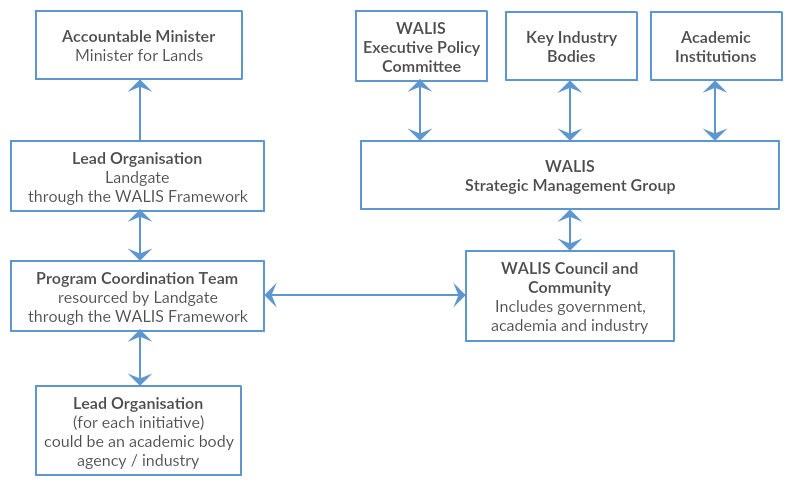 Accountable Minister
Minister for Lands
WALIS
Executive Policy
Committee
Key Industry
Bodies
Academic
Institutions
Lead Organisation
Landgate
through the WALIS Framework
WALIS
Strategic Management Group
Program Coordination Team
resourced by Landgate
through the WALIS Framework
WALIS Council and
Community
Includes government,
academia and industry
Lead Organisation
(for each initiative)
could be an academic body
agency / industry